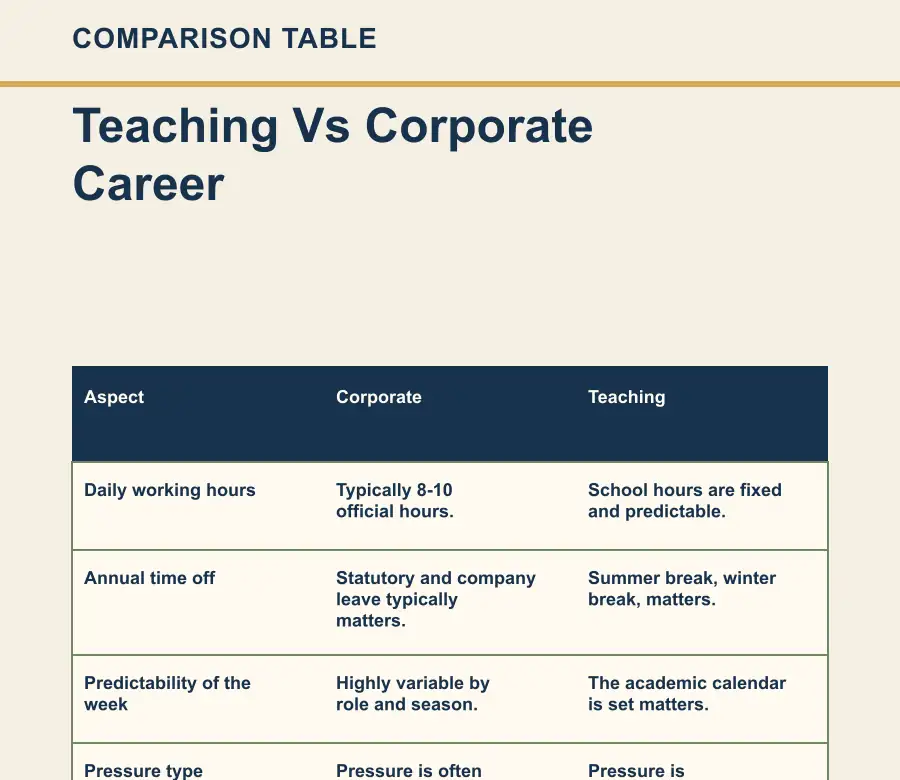 COMPARISON TABLE
Teaching Vs Corporate
Career
Aspect
Corporate
Teaching
Daily working hours
Typically 8-10
official hours.
School hours are fixed
and predictable.
Annual time off
Statutory and company
leave typically
matters.
Summer break, winter
break, matters.
Predictability of the
week
Highly variable by
role and season.
The academic calendar
is set matters.
Pressure type
Pressure is often
Pressure is